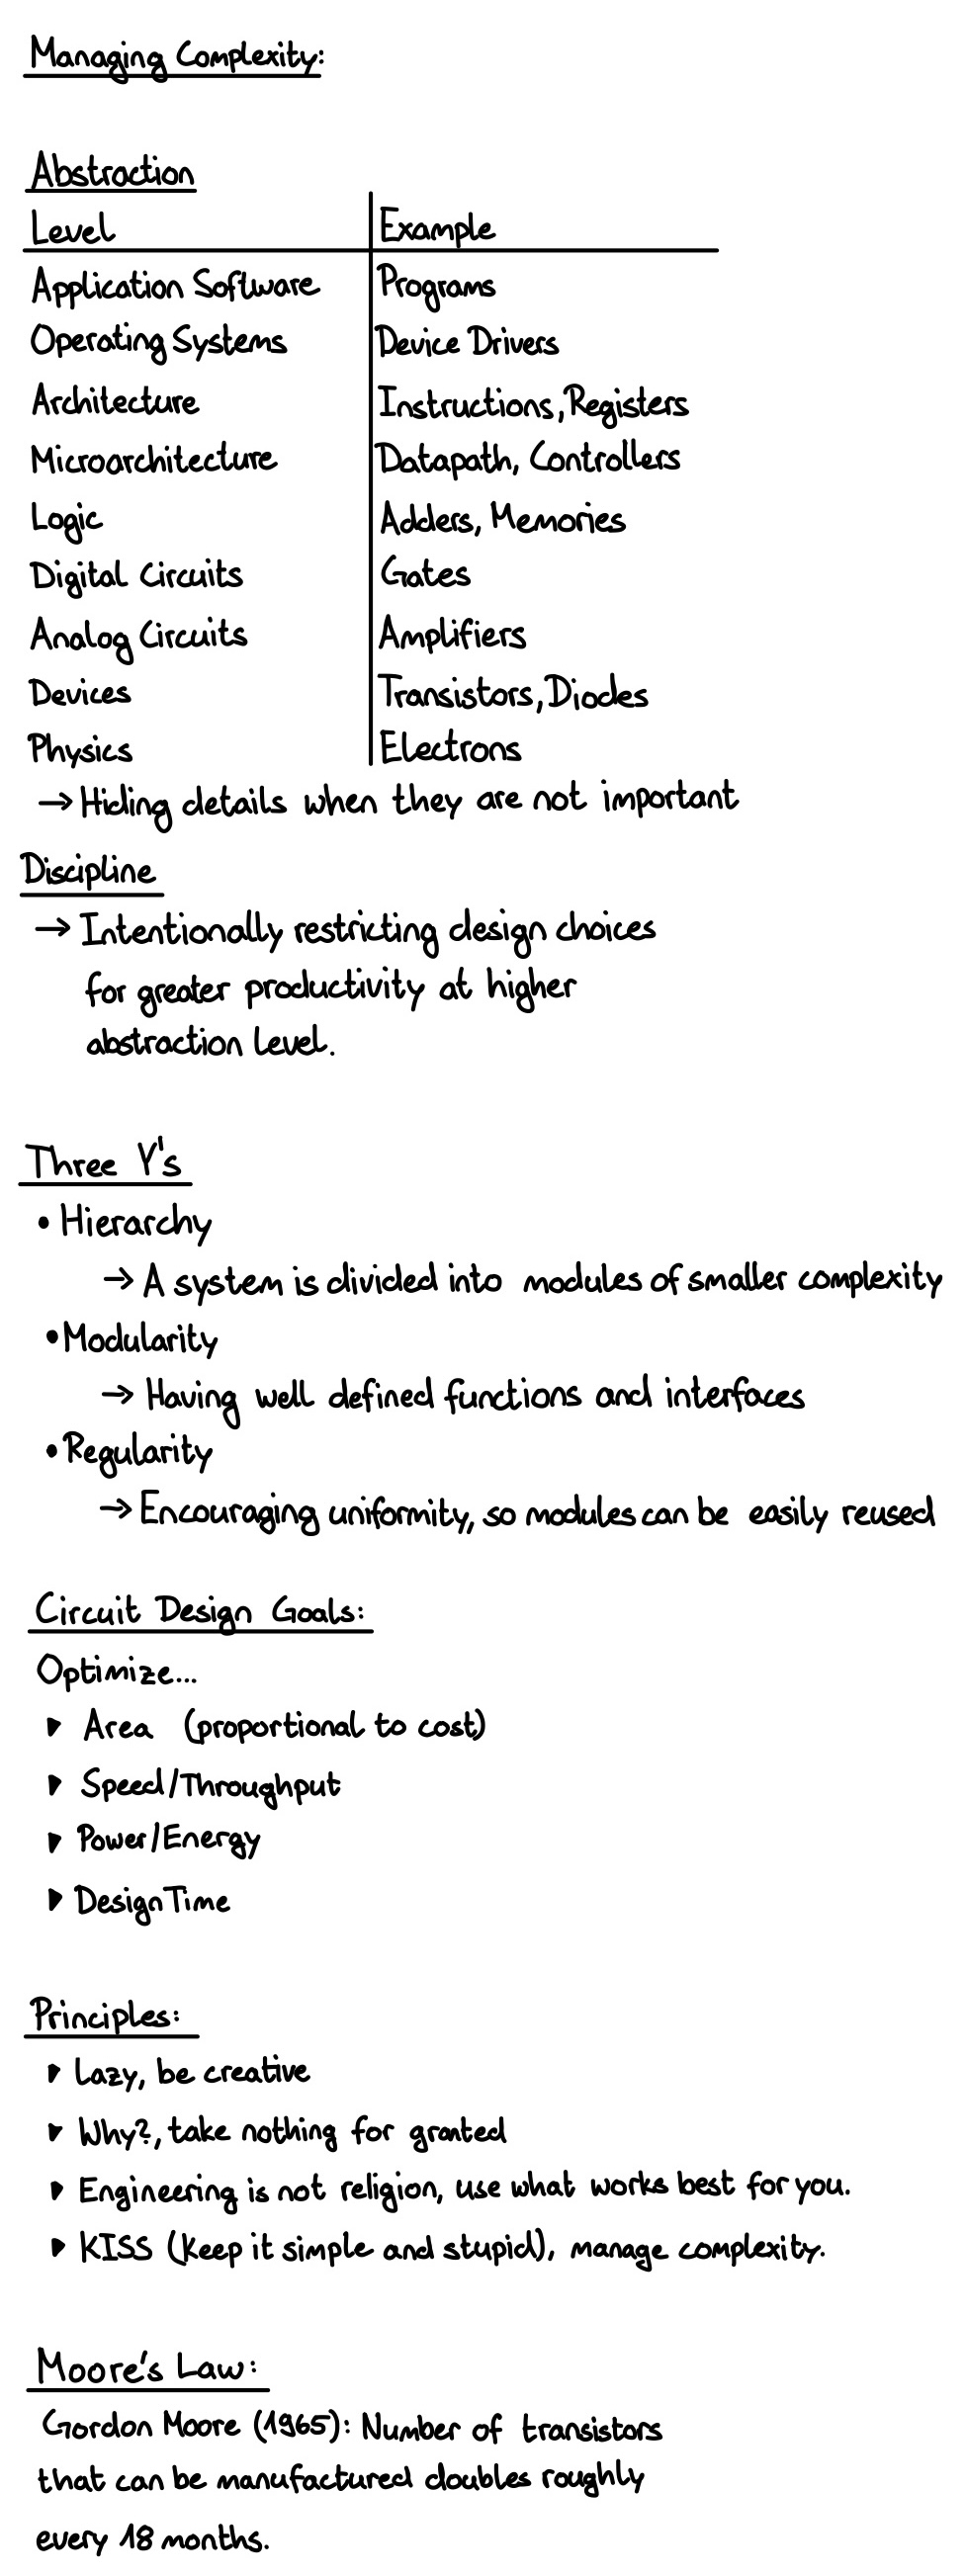 Managing Complexity:
Abstraction
Level Example
Application Software Programs
Operating Systems Device Drivers
Architecture Instructions, Registers
Microarchitecture Datapath, Controllers
Logic Adders, Memories
Digital Circuits Gates
Analog Circuits Amplifiers
Devices Transistors, Diodes
Physics Electrons
→ Hiding details when they are not important
Discipline
→ Intentionally restricting design choices
for greater productivity at higher
abstraction level.
Three Y's
• Hierarchy
→ A system is divided into modules of smaller complexity
• Modularity
→ Having well defined functions and interfaces
• Regularity
→ Encouraging uniformity, so modules can be easily reused
Circuit Design Goals:
Optimize...
▶ Area (proportional to cost)
▶ Speed/Throughput
▶ Power/Energy
▶ Design Time
Principles:
▶ Lazy, be creative
▶ Why?, take nothing for granted
▶ Engineering is not religion, use what works best for you.
▶ KISS (Keep it simple and stupid), manage complexity.
Moore's Law:
Gordon Moore (1965): Number of transistors
that can be manufactured doubles roughly
every 18 months.